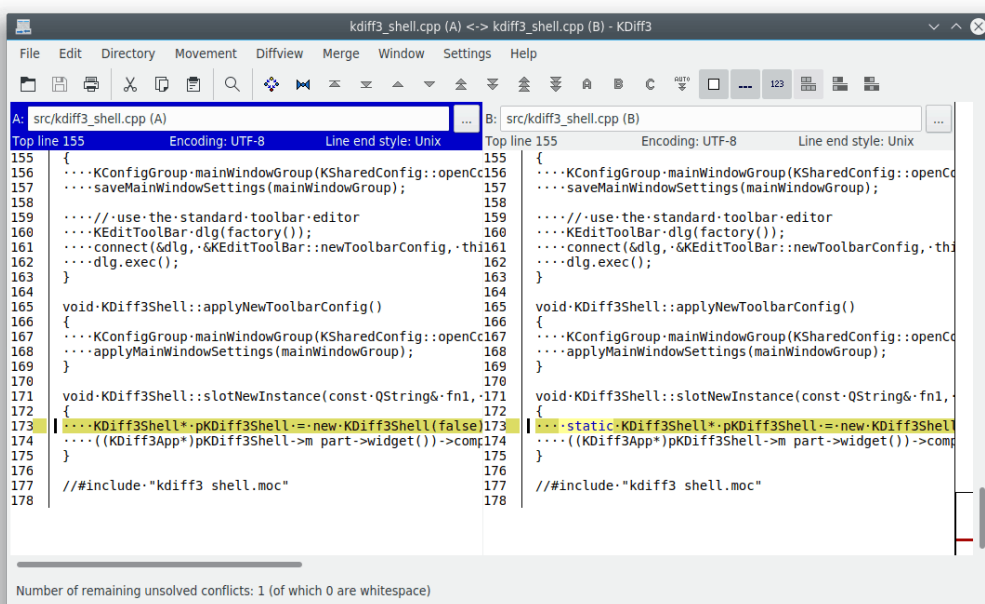 kdiff3_shell.cpp (A) <-> kdiff3_shell.cpp (B) - KDiff3
File Edit Directory Movement Diffview Merge Window Settings Help
A B C AUTO 123
A: src/kdiff3_shell.cpp (A) ...
Top line 155 Encoding: UTF-8 Line end style: Unix
155 {
156 ····KConfigGroup·mainWindowGroup(KSharedConfig::openCo
157 ····saveMainWindowSettings(mainWindowGroup);
158
159 ····//·use·the·standard·toolbar·editor
160 ····KEditToolBar·dlg(factory());
161 ····connect(&dlg,·&KEditToolBar::newToolbarConfig,·thi
162 ····dlg.exec();
163 }
164
165 void·KDiff3Shell::applyNewToolbarConfig()
166 {
167 ····KConfigGroup·mainWindowGroup(KSharedConfig::openCo
168 ····applyMainWindowSettings(mainWindowGroup);
169 }
170
171 void·KDiff3Shell::slotNewInstance(const·QString&·fn1,·
172 {
173 ····KDiff3Shell*·pKDiff3Shell·=·new·KDiff3Shell(false)
174 ····((KDiff3App*)pKDiff3Shell->m part->widget())->comp
175 }
176
177 //#include·"kdiff3 shell.moc"
178
B: src/kdiff3_shell.cpp (B) ...
Top line 155 Encoding: UTF-8 Line end style: Unix
155 {
156 ····KConfigGroup·mainWindowGroup(KSharedConfig::openCo
157 ····saveMainWindowSettings(mainWindowGroup);
158
159 ····//·use·the·standard·toolbar·editor
160 ····KEditToolBar·dlg(factory());
161 ····connect(&dlg,·&KEditToolBar::newToolbarConfig,·thi
162 ····dlg.exec();
163 }
164
165 void·KDiff3Shell::applyNewToolbarConfig()
166 {
167 ····KConfigGroup·mainWindowGroup(KSharedConfig::openCo
168 ····applyMainWindowSettings(mainWindowGroup);
169 }
170
171 void·KDiff3Shell::slotNewInstance(const·QString&·fn1,·
172 {
173 ····static·KDiff3Shell*·pKDiff3Shell·=·new·KDiff3Shell
174 ····((KDiff3App*)pKDiff3Shell->m part->widget())->comp
175 }
176
177 //#include·"kdiff3 shell.moc"
178
Number of remaining unsolved conflicts: 1 (of which 0 are whitespace)